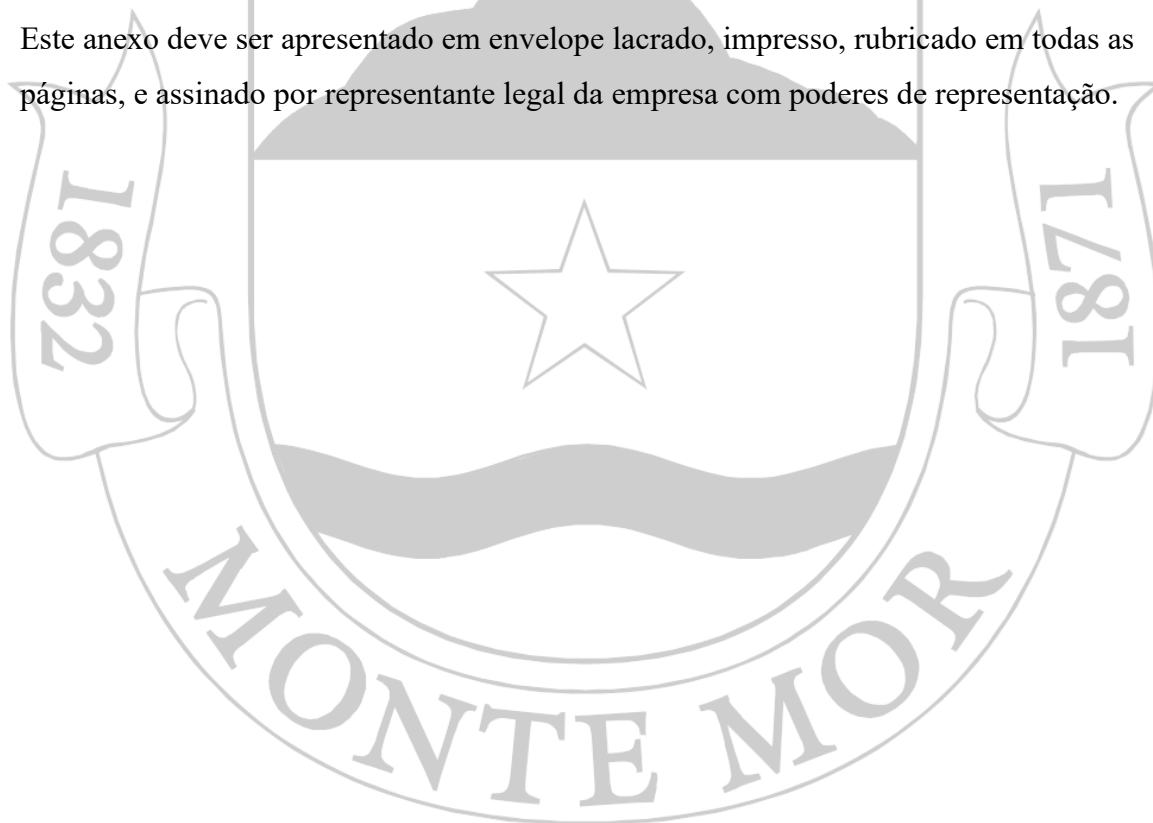 Este anexo deve ser apresentado em envelope lacrado, impresso, rubricado em todas as
páginas, e assinado por representante legal da empresa com poderes de representação.
1832
1871
MONTE MOR